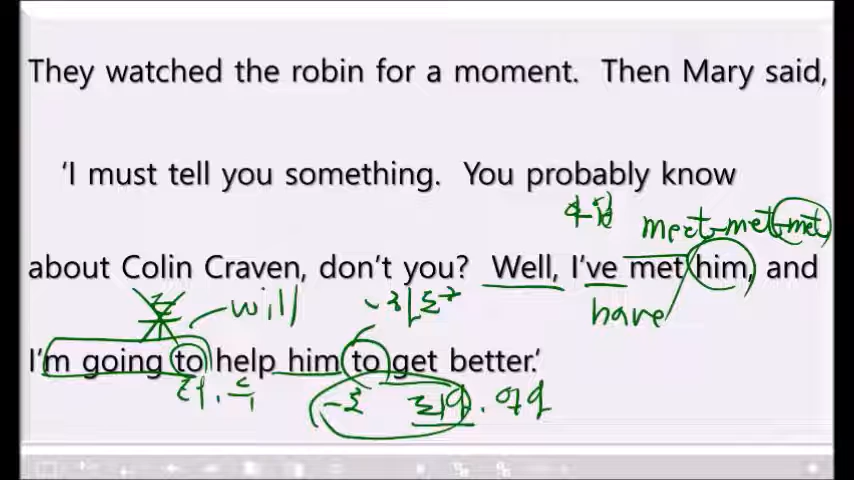 They watched the robin for a moment. Then Mary said,
'I must tell you something. You probably know
meet-met-met
about Colin Craven, don't you? Well, I've met him, and
will
have
I'm going to help him to get better.'